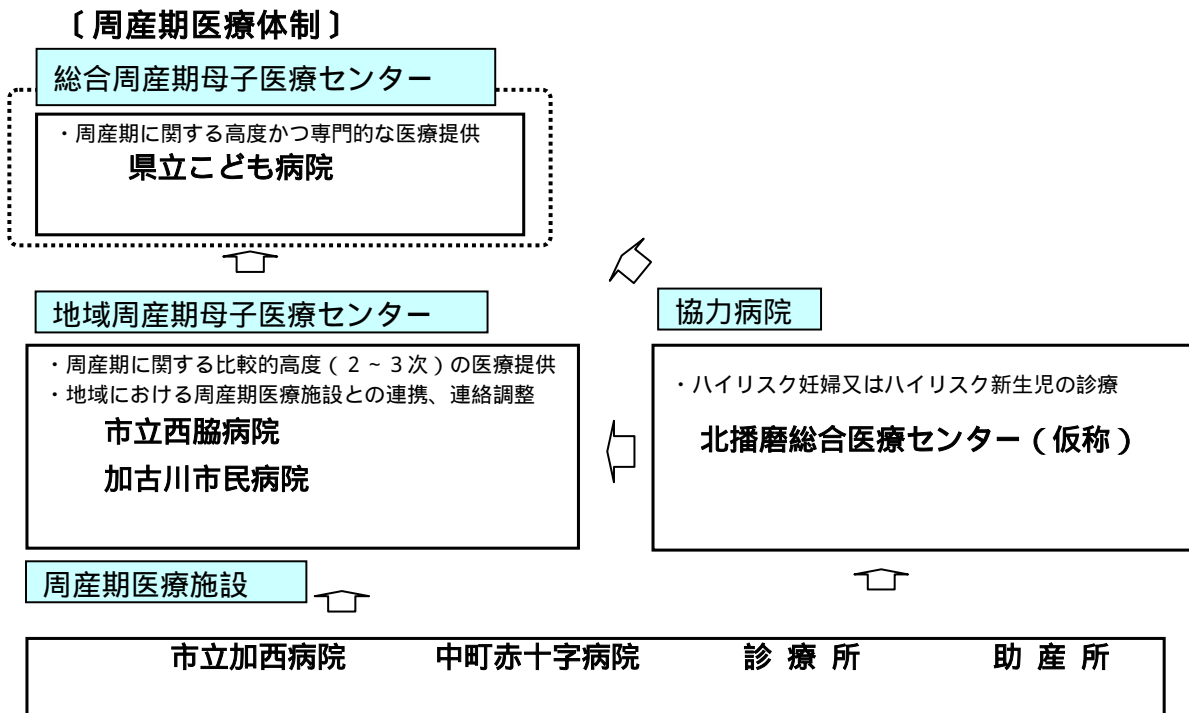 〔周産期医療体制〕
総合周産期母子医療センター
・周産期に関する高度かつ専門的な医療提供
県立こども病院
地域周産期母子医療センター
・周産期に関する比較的高度（２～３次）の医療提供
・地域における周産期医療施設との連携、連絡調整
市立西脇病院
加古川市民病院
協力病院
・ハイリスク妊婦又はハイリスク新生児の診療
北播磨総合医療センター（仮称）
周産期医療施設
市立加西病院 中町赤十字病院 診 療 所 助 産 所